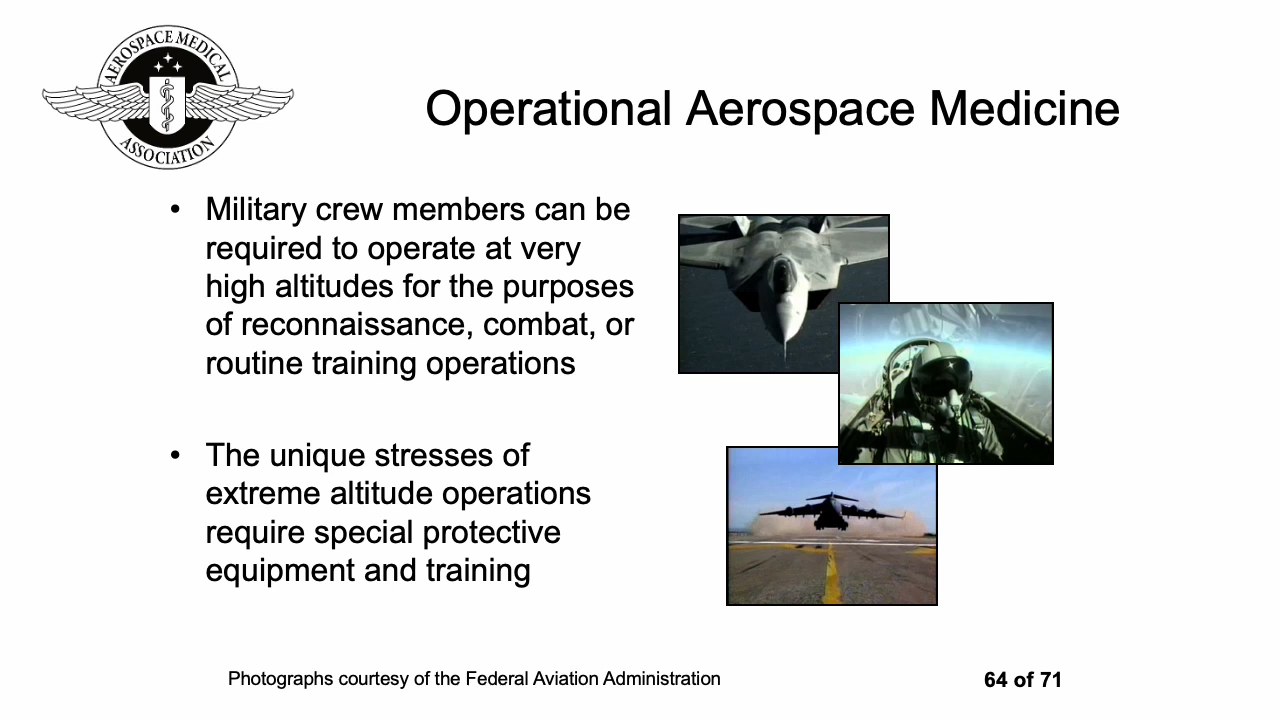 AEROSPACE MEDICAL
ASSOCIATION
Operational Aerospace Medicine
• Military crew members can be
required to operate at very
high altitudes for the purposes
of reconnaissance, combat, or
routine training operations
• The unique stresses of
extreme altitude operations
require special protective
equipment and training
Photographs courtesy of the Federal Aviation Administration
64 of 71